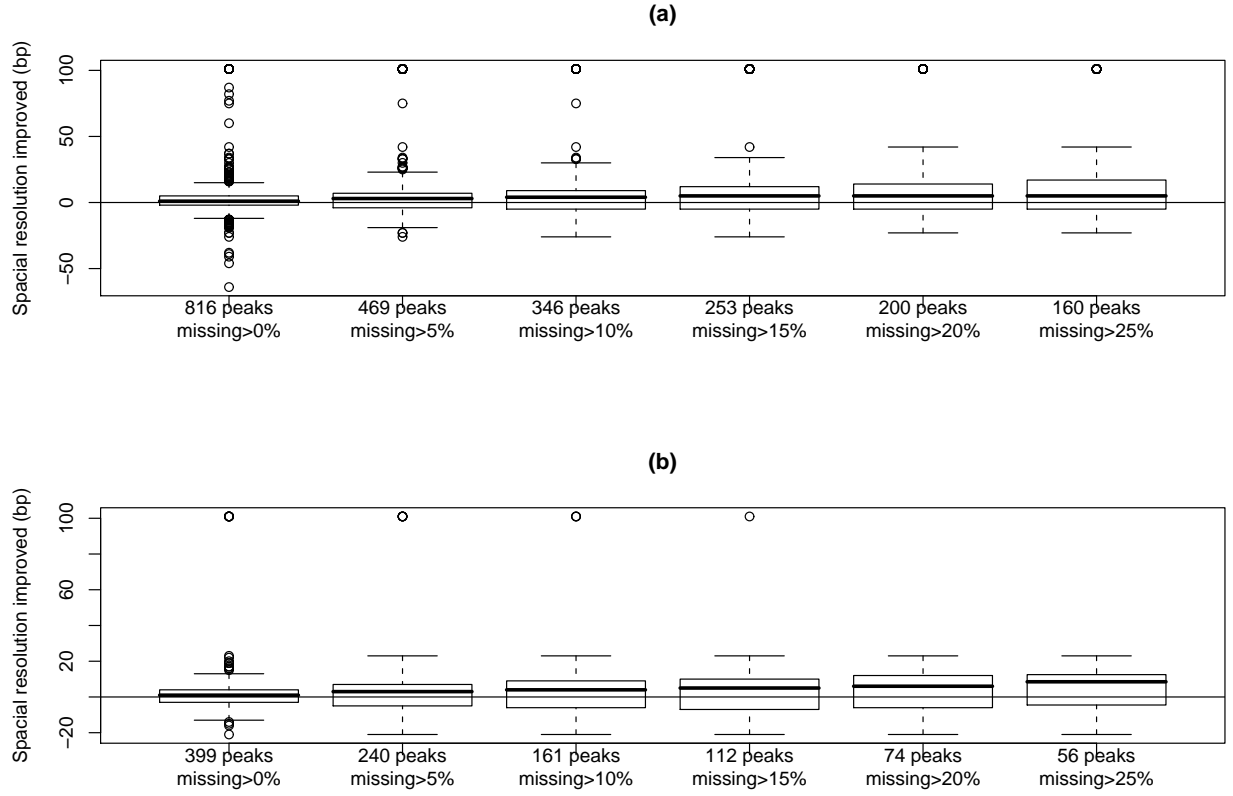 (a)
Spacial resolution improved (bp)
100
50
0
−50
816 peaks
missing>0%
469 peaks
missing>5%
346 peaks
missing>10%
253 peaks
missing>15%
200 peaks
missing>20%
160 peaks
missing>25%
(b)
Spacial resolution improved (bp)
100
60
20
−20
399 peaks
missing>0%
240 peaks
missing>5%
161 peaks
missing>10%
112 peaks
missing>15%
74 peaks
missing>20%
56 peaks
missing>25%